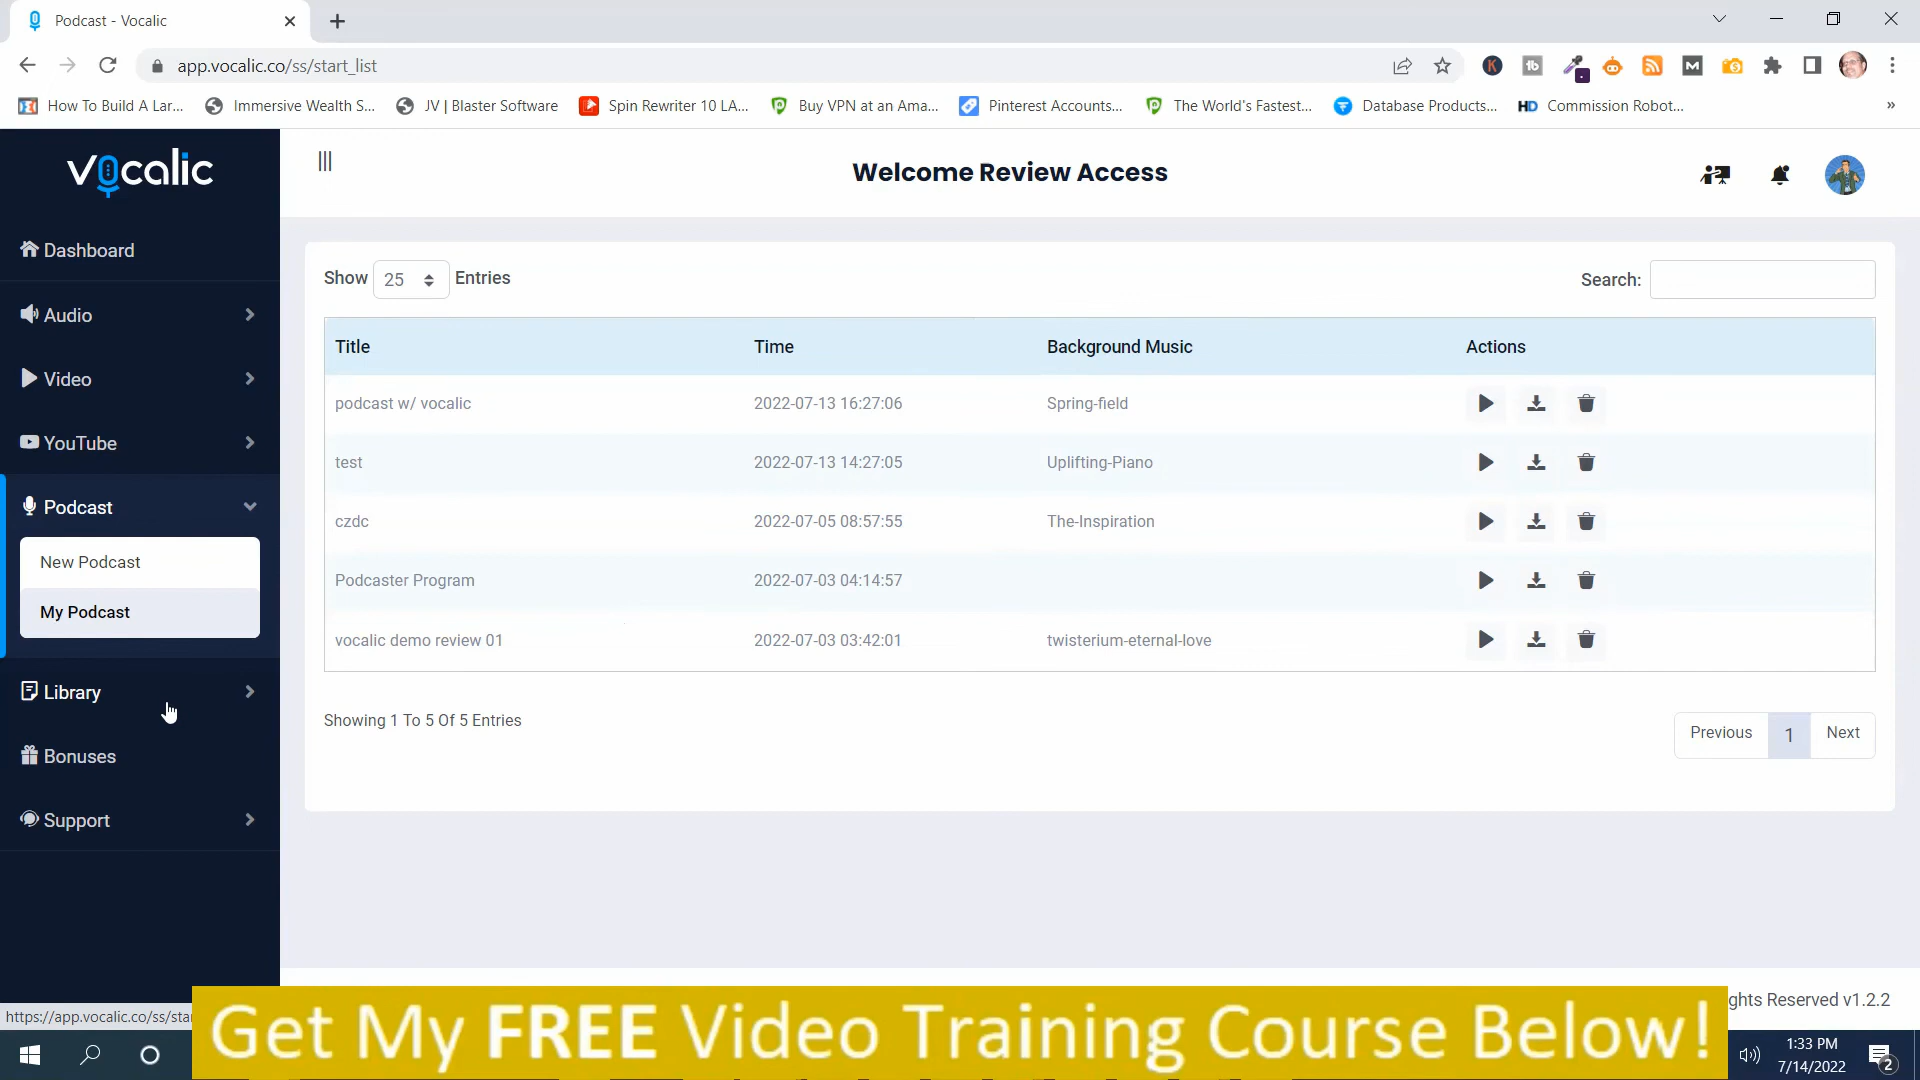 Podcast - Vocalic
app.vocalic.co/ss/start_list
How To Build A Lar...
Immersive Wealth S...
JV | Blaster Software
Spin Rewriter 10 LA...
Buy VPN at an Ama...
Pinterest Accounts...
The World's Fastest...
Database Products...
HD Commission Robot...
vocalic
Welcome Review Access
Dashboard
Audio
Video
YouTube
Podcast
New Podcast
My Podcast
Library
Bonuses
Support
Show 25 Entries
Search:
Title Time Background Music Actions
podcast w/ vocalic 2022-07-13 16:27:06 Spring-field
test 2022-07-13 14:27:05 Uplifting-Piano
czdc 2022-07-05 08:57:55 The-Inspiration
Podcaster Program 2022-07-03 04:14:57
vocalic demo review 01 2022-07-03 03:42:01 twisterium-eternal-love
Showing 1 To 5 Of 5 Entries
Previous 1 Next
ghts Reserved v1.2.2
https://app.vocalic.co/ss/star
Get My FREE Video Training Course Below!
1:33 PM
7/14/2022
2